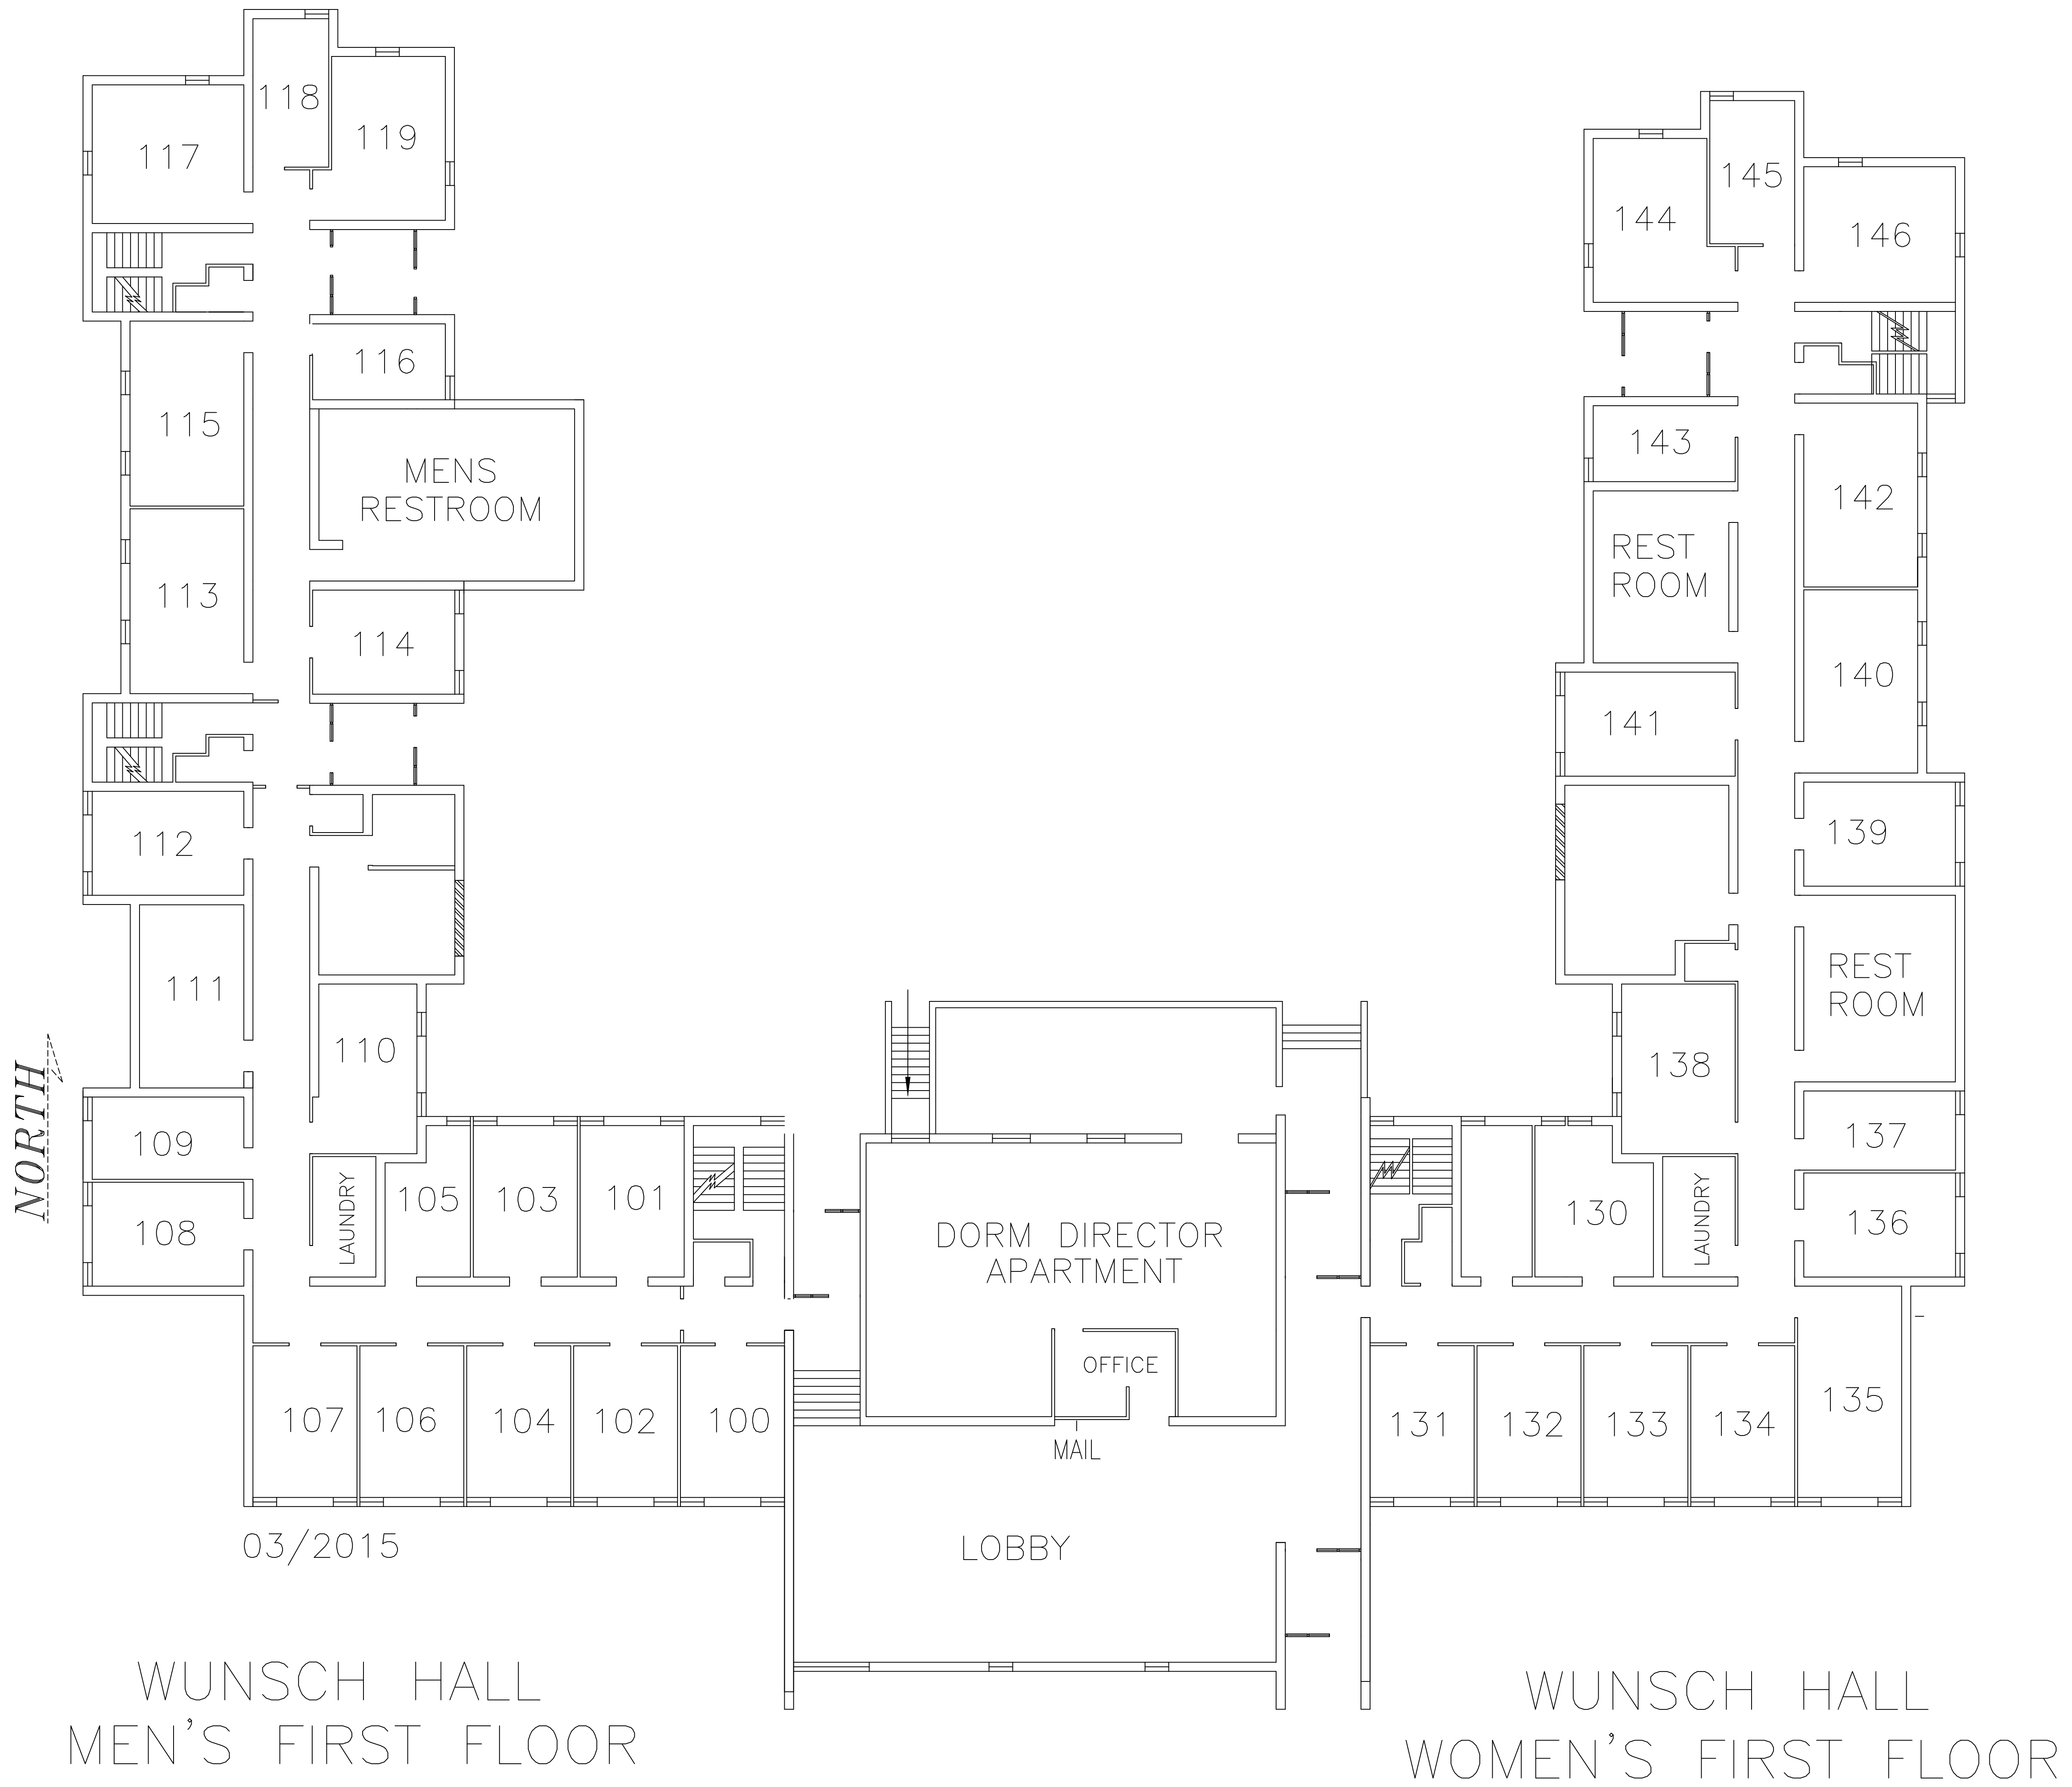 118
119
117
145
144
146
116
115
143
MENS
RESTROOM
142
REST
ROOM
113
114
140
141
112
139
111
REST
ROOM
110
138
NORTH
109
137
105
103
101
LAUNDRY
108
DORM DIRECTOR
APARTMENT
130
LAUNDRY
136
OFFICE
107
106
104
102
100
131
132
133
134
135
MAIL
03/2015
LOBBY
WUNSCH HALL
MEN'S FIRST FLOOR
WUNSCH HALL
WOMEN'S FIRST FLOOR